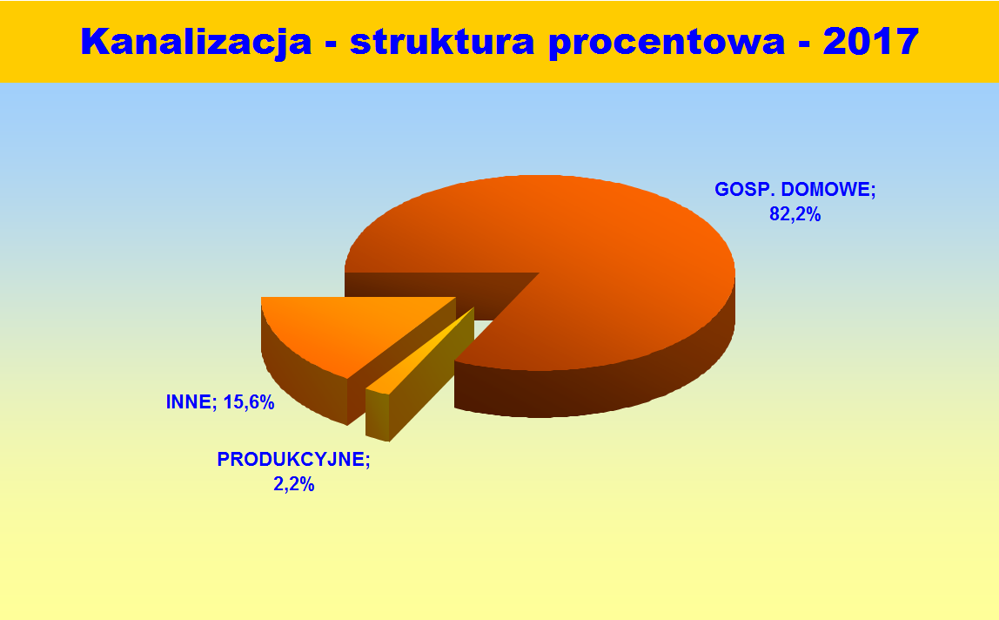 Kanalizacja - struktura procentowa - 2017
GOSP. DOMOWE;
82,2%
INNE; 15,6%
PRODUKCYJNE;
2,2%